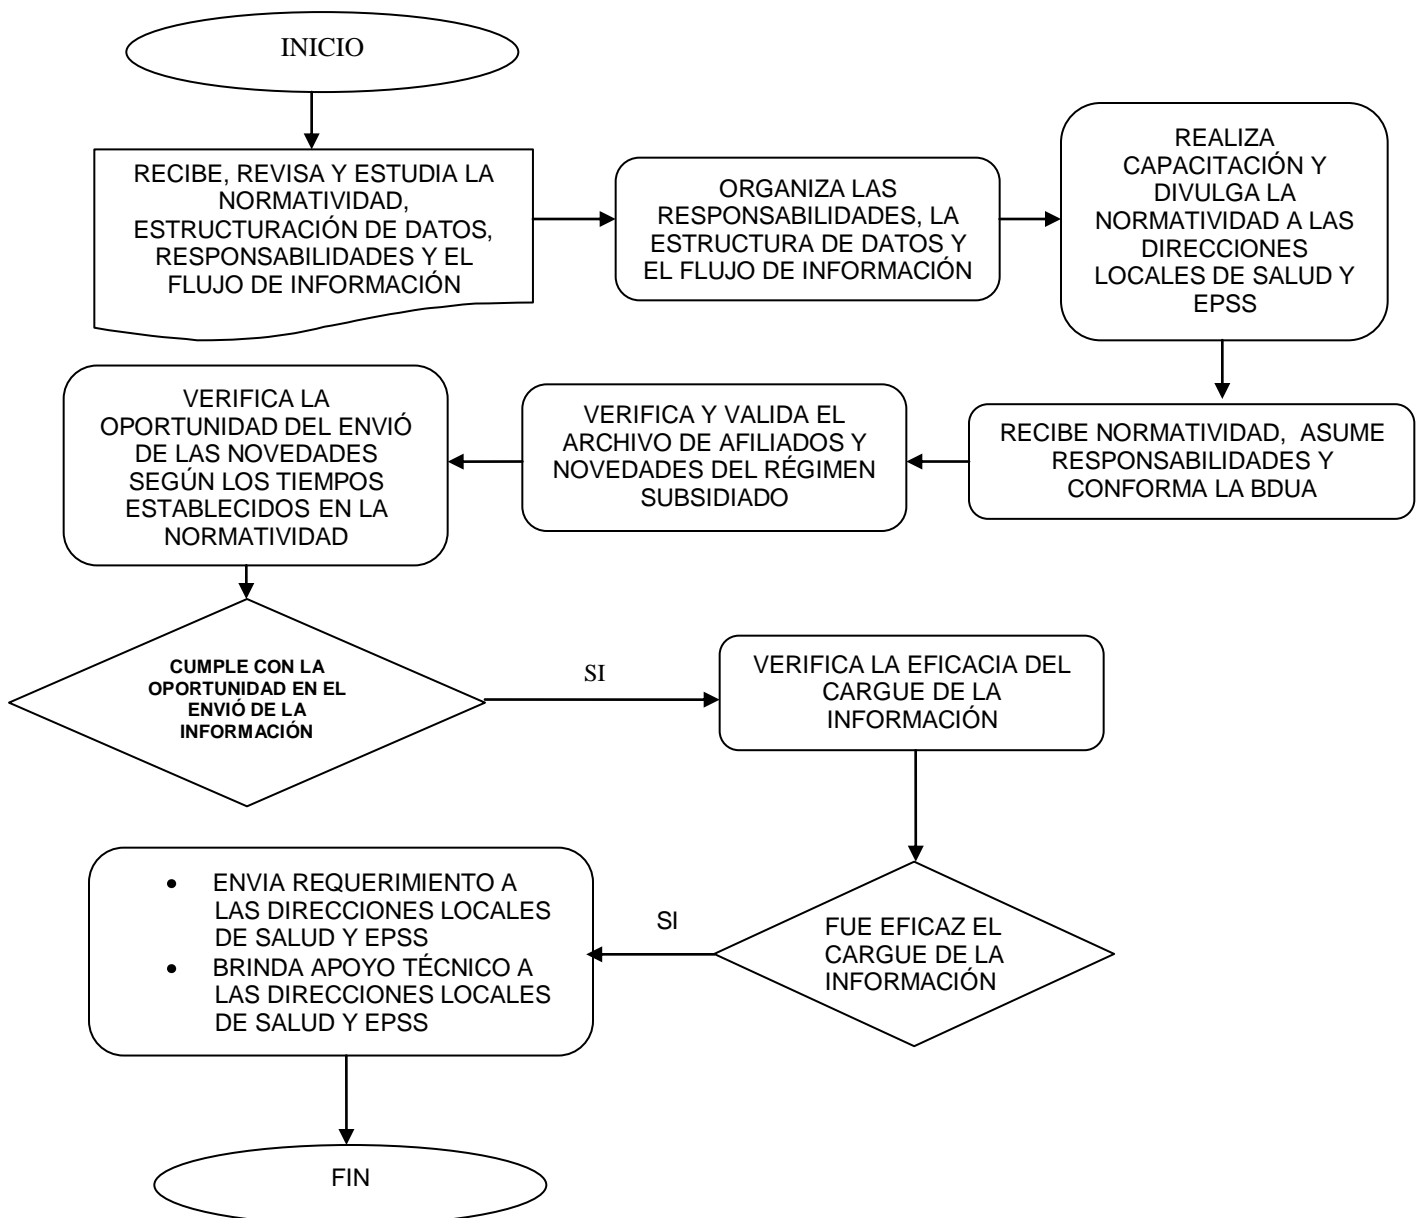 INICIO
RECIBE, REVISA Y ESTUDIA LA
NORMATIVIDAD,
ESTRUCTURACIÓN DE DATOS,
RESPONSABILIDADES Y EL
FLUJO DE INFORMACIÓN
ORGANIZA LAS
RESPONSABILIDADES, LA
ESTRUCTURA DE DATOS Y
EL FLUJO DE INFORMACIÓN
REALIZA
CAPACITACIÓN Y
DIVULGA LA
NORMATIVIDAD A LAS
DIRECCIONES
LOCALES DE SALUD Y
EPSS
RECIBE NORMATIVIDAD, ASUME
RESPONSABILIDADES Y
CONFORMA LA BDUA
VERIFICA Y VALIDA EL
ARCHIVO DE AFILIADOS Y
NOVEDADES DEL RÉGIMEN
SUBSIDIADO
VERIFICA LA
OPORTUNIDAD DEL ENVIÓ
DE LAS NOVEDADES
SEGÚN LOS TIEMPOS
ESTABLECIDOS EN LA
NORMATIVIDAD
CUMPLE CON LA
OPORTUNIDAD EN EL
ENVIÓ DE LA
INFORMACIÓN
SI
VERIFICA LA EFICACIA DEL
CARGUE DE LA
INFORMACIÓN
FUE EFICAZ EL
CARGUE DE LA
INFORMACIÓN
SI
• ENVIA REQUERIMIENTO A
LAS DIRECCIONES LOCALES
DE SALUD Y EPSS
• BRINDA APOYO TÉCNICO A
LAS DIRECCIONES LOCALES
DE SALUD Y EPSS
FIN